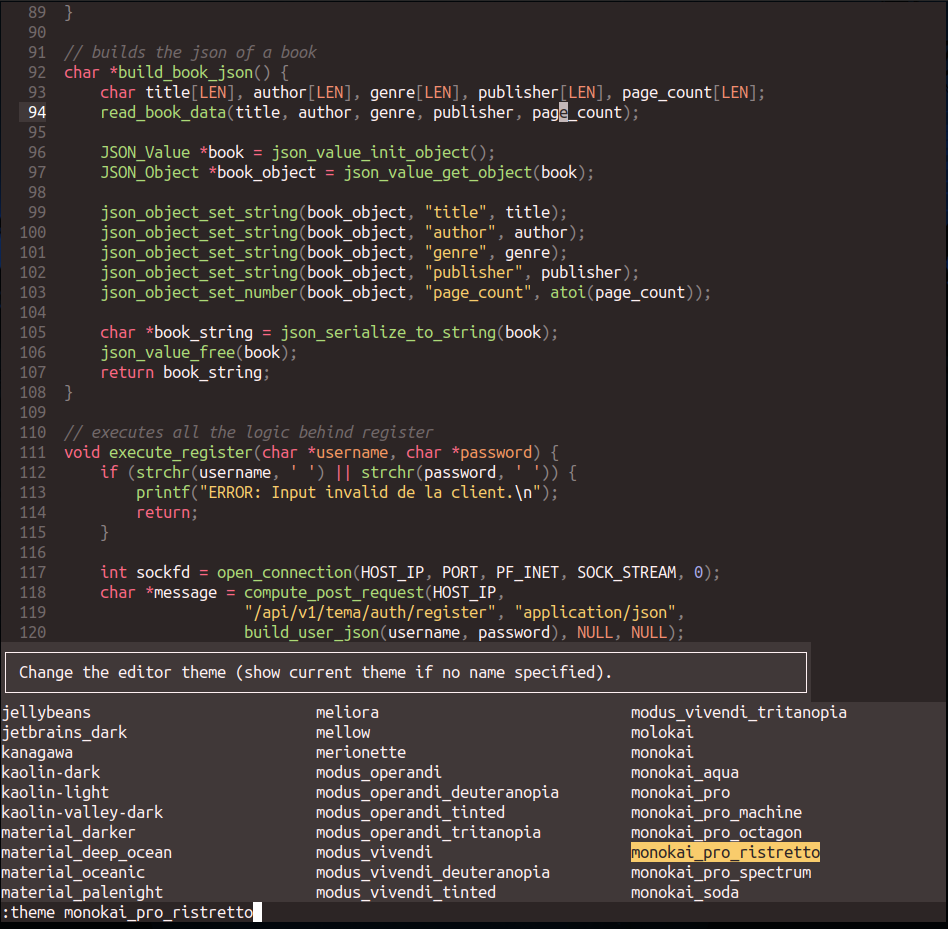 89 }
90
91 // builds the json of a book
92 char *build_book_json() {
93     char title[LEN], author[LEN], genre[LEN], publisher[LEN], page_count[LEN];
94     read_book_data(title, author, genre, publisher, page_count);
95
96     JSON_Value *book = json_value_init_object();
97     JSON_Object *book_object = json_value_get_object(book);
98
99     json_object_set_string(book_object, "title", title);
100     json_object_set_string(book_object, "author", author);
101     json_object_set_string(book_object, "genre", genre);
102     json_object_set_string(book_object, "publisher", publisher);
103     json_object_set_number(book_object, "page_count", atoi(page_count));
104
105     char *book_string = json_serialize_to_string(book);
106     json_value_free(book);
107     return book_string;
108 }
109
110 // executes all the logic behind register
111 void execute_register(char *username, char *password) {
112     if (strchr(username, ' ') || strchr(password, ' ')) {
113         printf("ERROR: Input invalid de la client.\n");
114         return;
115     }
116
117     int sockfd = open_connection(HOST_IP, PORT, PF_INET, SOCK_STREAM, 0);
118     char *message = compute_post_request(HOST_IP,
119                     "/api/v1/tema/auth/register", "application/json",
120                     build_user_json(username, password), NULL, NULL);
Change the editor theme (show current theme if no name specified).
jellybeans meliora modus_vivendi_tritanopia
jetbrains_dark mellow molokai
kanagawa merionette monokai
kaolin-dark modus_operandi monokai_aqua
kaolin-light modus_operandi_deuteranopia monokai_pro
kaolin-valley-dark modus_operandi_tinted monokai_pro_machine
material_darker modus_operandi_tritanopia monokai_pro_octagon
material_deep_ocean modus_vivendi monokai_pro_ristretto
material_oceanic modus_vivendi_deuteranopia monokai_pro_spectrum
material_palenight modus_vivendi_tinted monokai_soda
:theme monokai_pro_ristretto